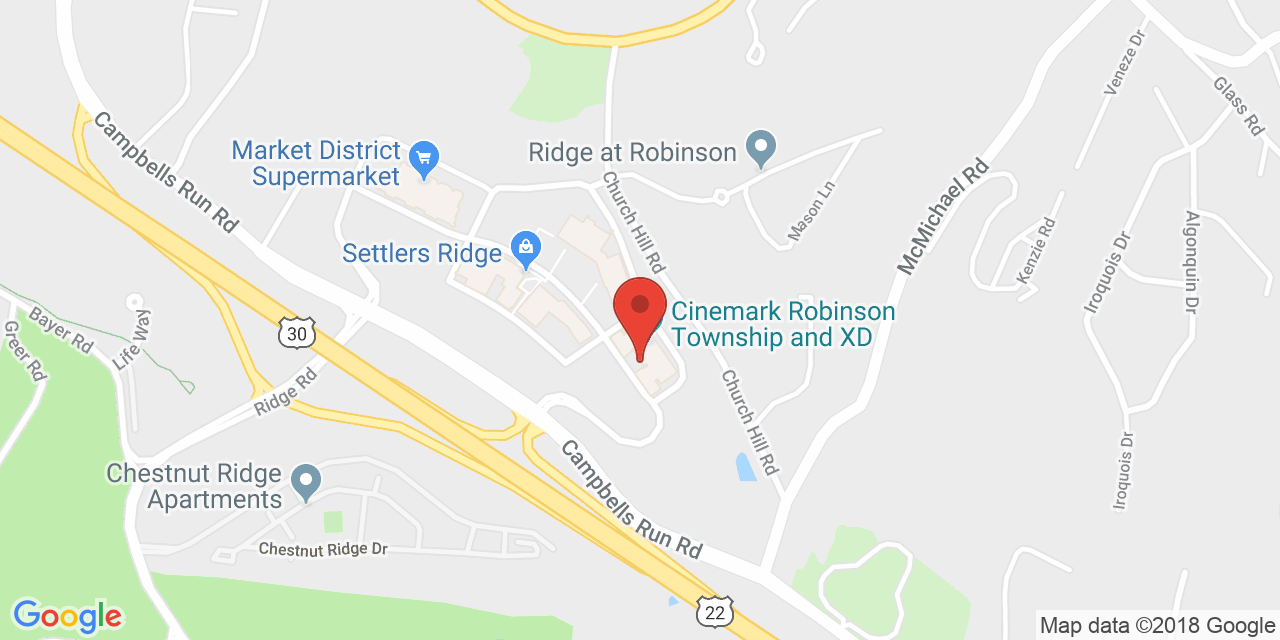 Veneze Dr
Glass Rd
Campbells Run Rd
Market District
Supermarket
Ridge at Robinson
McMichael Rd
Mason Ln
Church Hill Rd
Kenzie Rd
Iroquois Dr
Algonquin Dr
Settlers Ridge
Cinemark Robinson
Township and XD
Bayer Rd
Greer Rd
Life Way
30
Ridge Rd
Church Hill Rd
Iroquois Dr
Chestnut Ridge
Apartments
Campbells Run Rd
Chestnut Ridge Dr
22
Google
Map data ©2018 Google